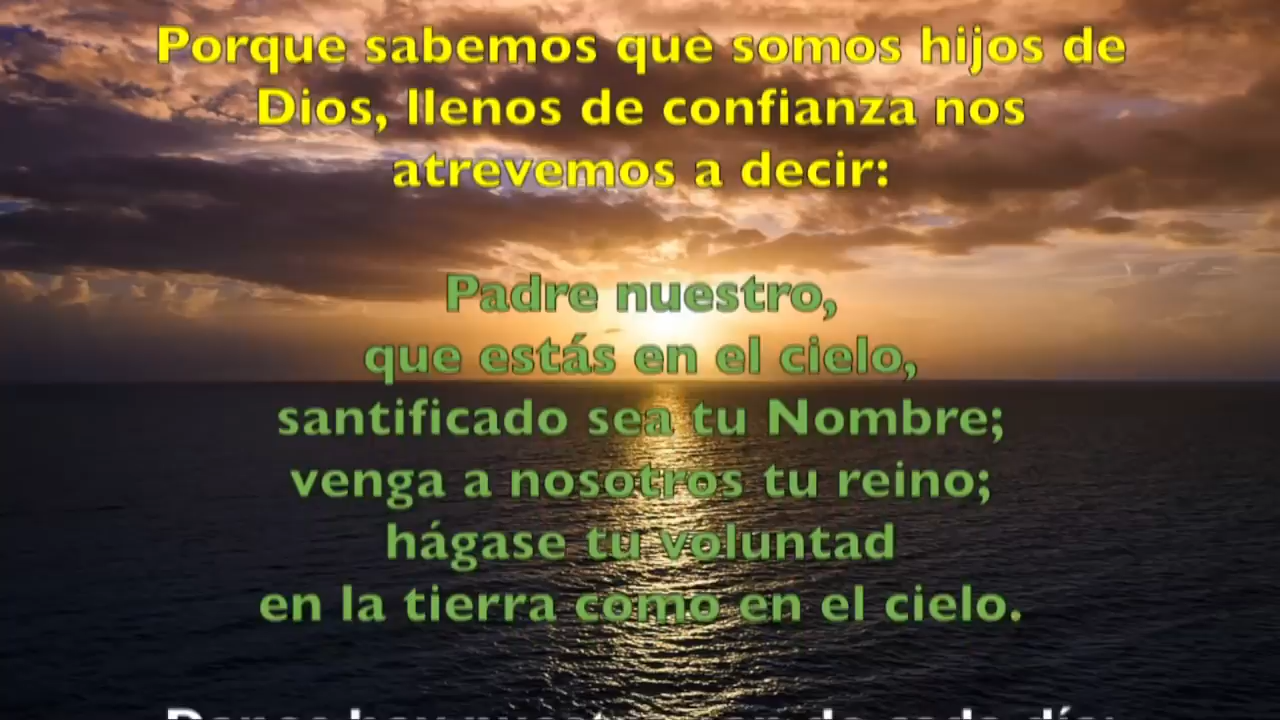 Porque sabemos que somos hijos de
Dios, llenos de confianza nos
atrevemos a decir:
Padre nuestro,
que estás en el cielo,
santificado sea tu Nombre;
venga a nosotros tu reino;
hágase tu voluntad
en la tierra como en el cielo.